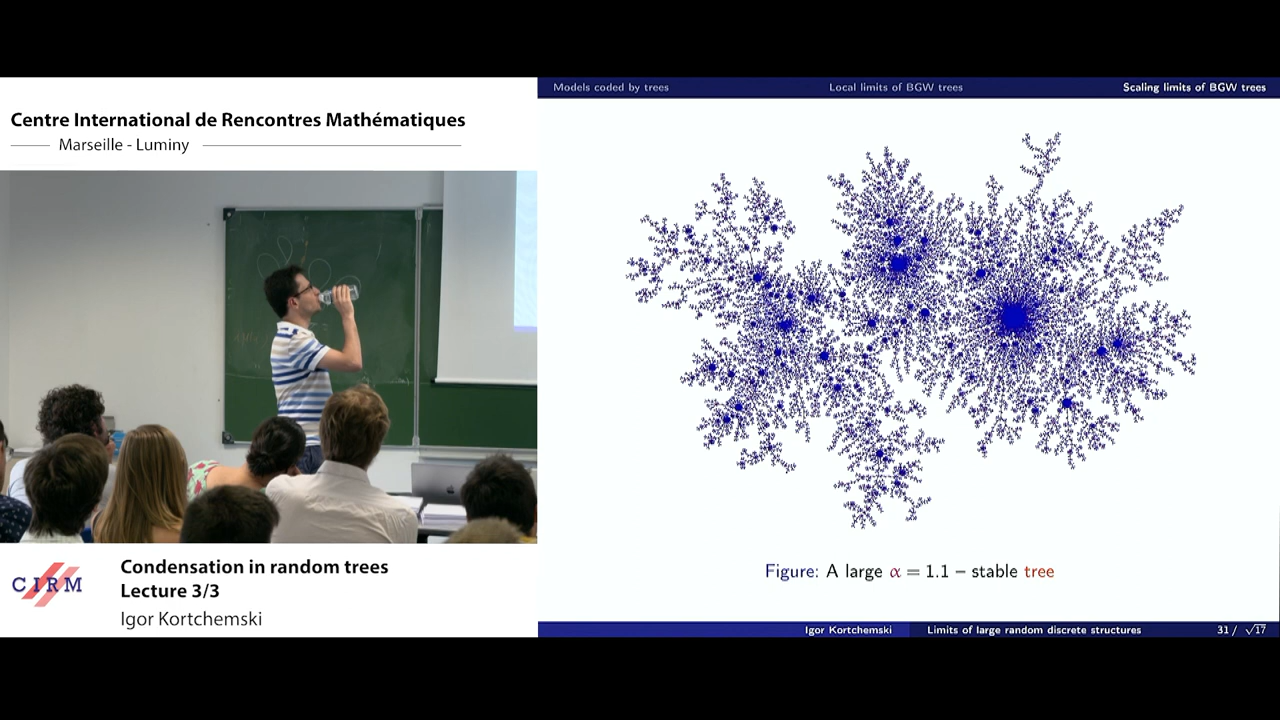 Centre International de Rencontres Mathématiques
Marseille - Luminy
Models coded by trees
Local limits of BGW trees
Scaling limits of BGW trees
Figure: A large α = 1.1 – stable tree
CIRM
Condensation in random trees
Lecture 3/3
Igor Kortchemski
Igor Kortchemski
Limits of large random discrete structures
31 / √17